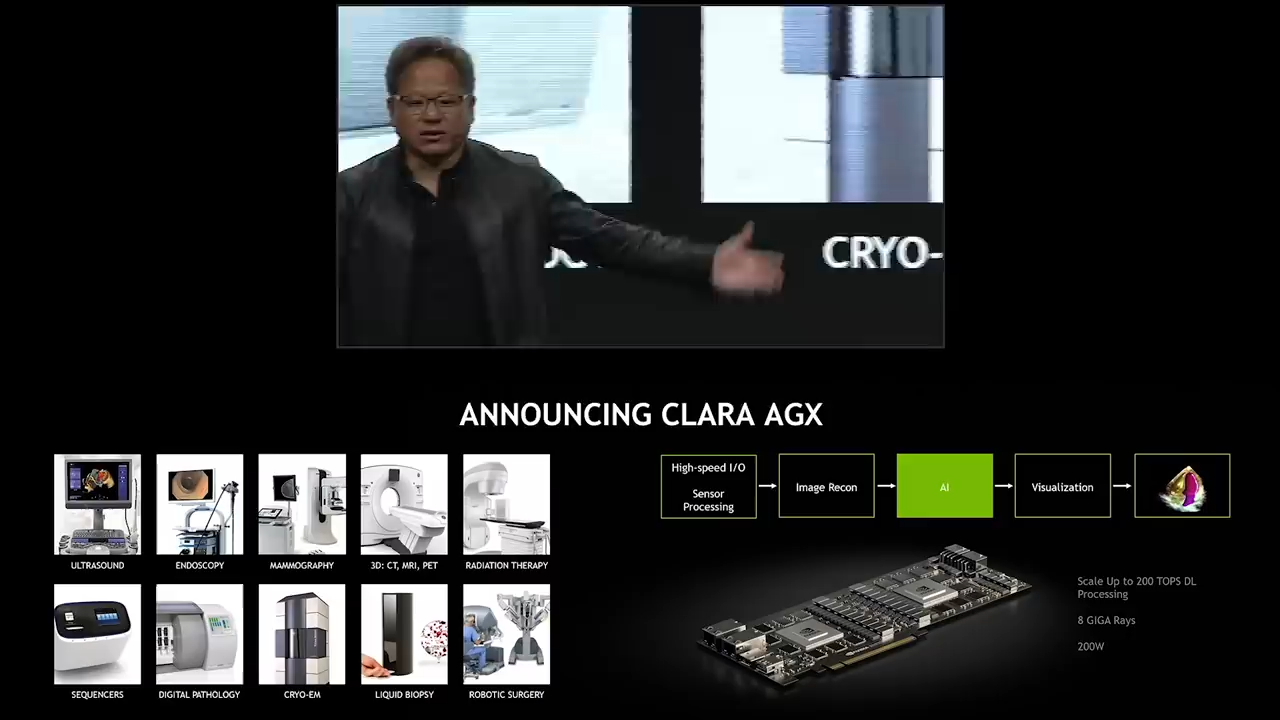 CRYO-
ANNOUNCING CLARA AGX
ULTRASOUND
ENDOSCOPY
MAMMOGRAPHY
3D: CT, MRI, PET
RADIATION THERAPY
SEQUENCERS
DIGITAL PATHOLOGY
CRYO-EM
LIQUID BIOPSY
ROBOTIC SURGERY
High-speed I/O
Sensor
Processing
Image Recon
AI
Visualization
Scale Up to 200 TOPS DL
Processing
8 GIGA Rays
200W